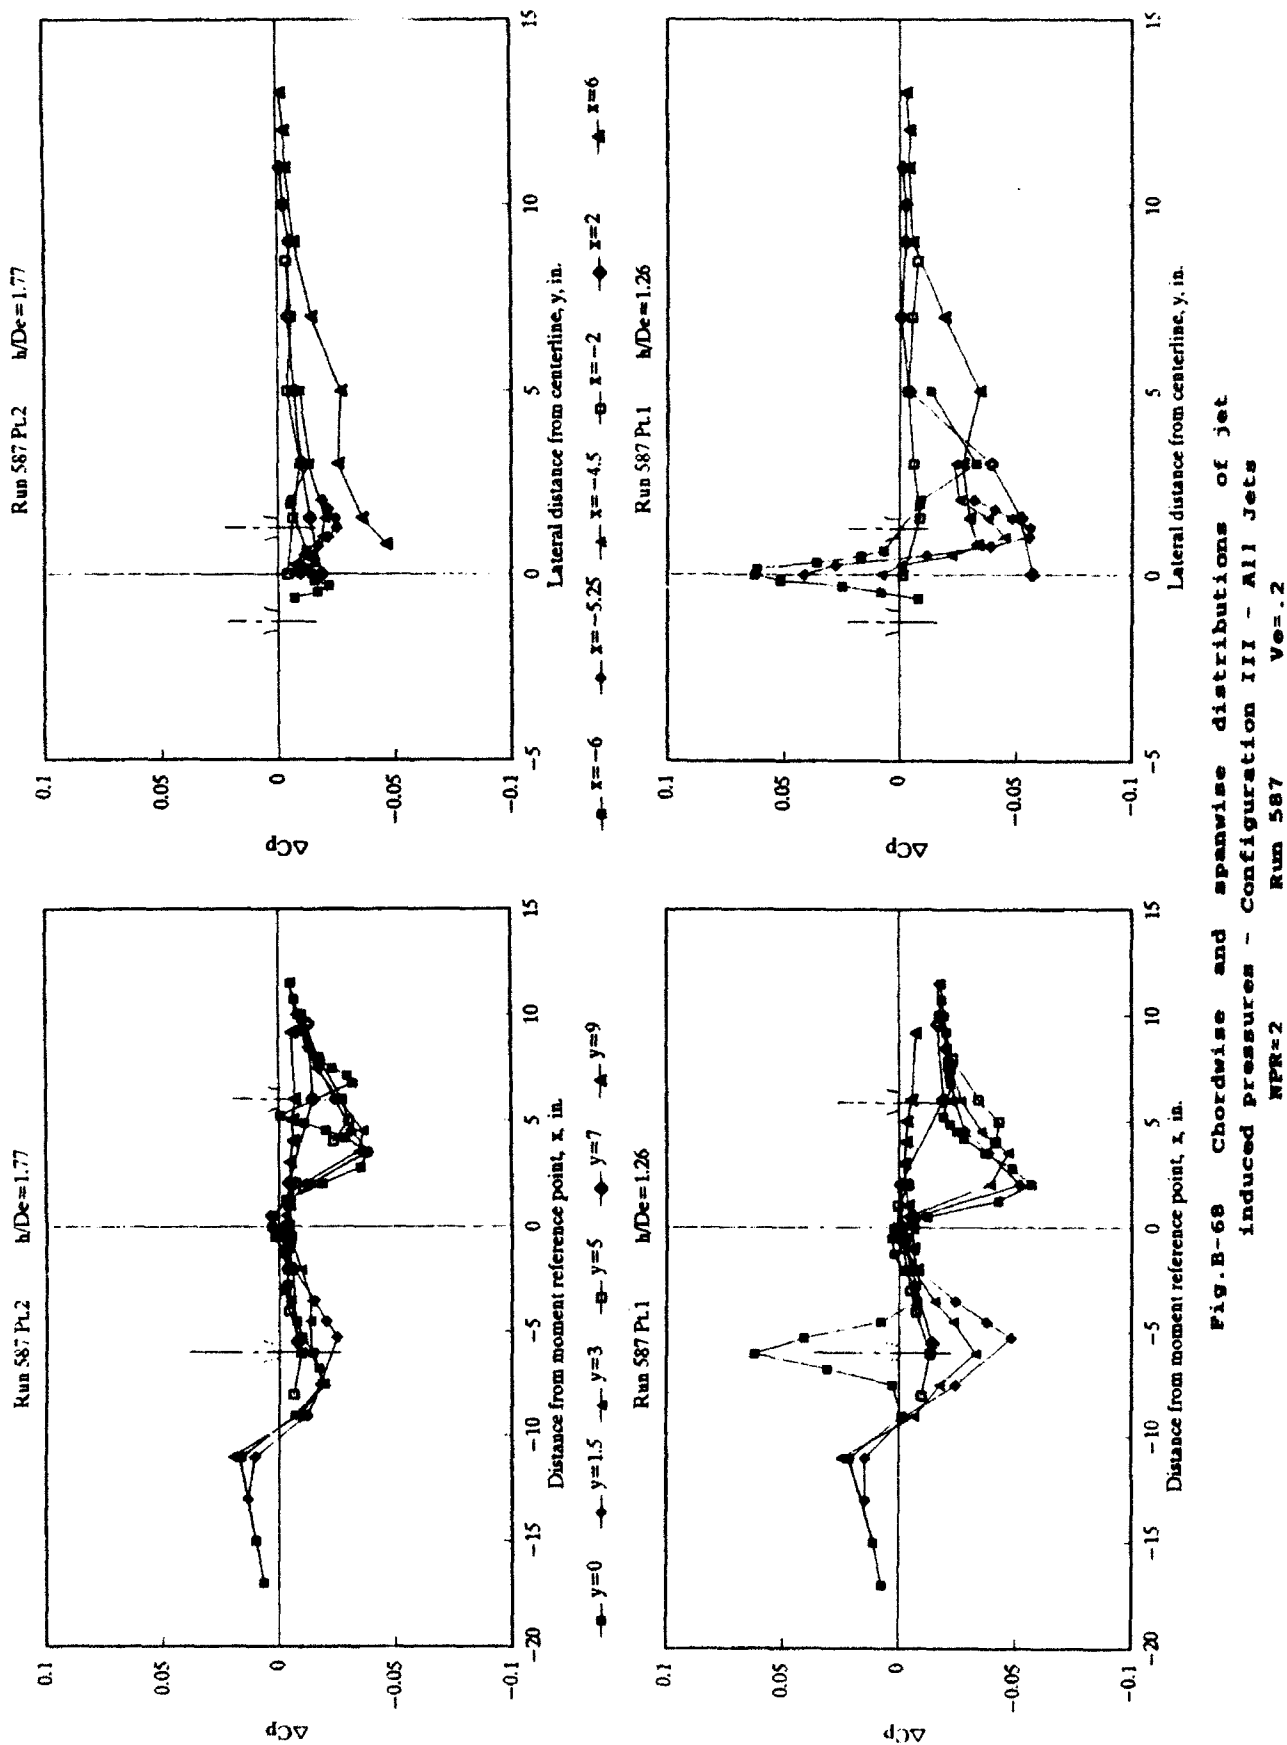 Run 587 Pt.2 h/De=1.77
0.1
0.05
0
−0.05
−0.1
ΔCp
−20 −15 −10 −5 0 5 10 15
Distance from moment reference point, x, in.
Run 587 Pt.2 h/De=1.77
0.1
0.05
0
−0.05
−0.1
ΔCp
−5 0 5 10 15
Lateral distance from centerline, y, in.
y=0 y=1.5 y=3 y=5 y=7 y=9
x=−6 x=−5.25 x=−4.5 x=−2 x=2 x=6
Run 587 Pt.1 h/De=1.26
0.1
0.05
0
−0.05
−0.1
ΔCp
−20 −15 −10 −5 0 5 10 15
Distance from moment reference point, x, in.
Run 587 Pt.1 h/De=1.26
0.1
0.05
0
−0.05
−0.1
ΔCp
−5 0 5 10 15
Lateral distance from centerline, y, in.
Fig.B-68 Chordwise and spanwise distributions of jet
induced pressures - Configuration III - All Jets
NPR=2 Run 587 Ve=.2